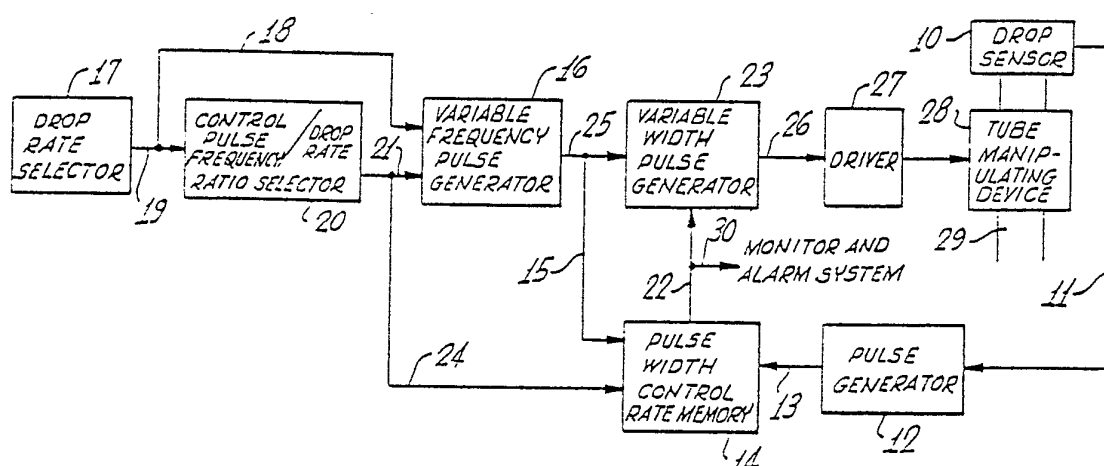 18
10
DROP
SENSOR
17
DROP
RATE
SELECTOR
19
CONTROL
PULSE
FREQUENCY/DROP RATE
RATIO SELECTOR
20
21
16
VARIABLE
FREQUENCY
PULSE
GENERATOR
25
23
VARIABLE
WIDTH
PULSE
GENERATOR
26
27
DRIVER
28
TUBE
MANIP-
ULATING
DEVICE
29
30
MONITOR AND
ALARM SYSTEM
15
22
11
24
PULSE
WIDTH
CONTROL
RATE MEMORY
14
13
PULSE
GENERATOR
12